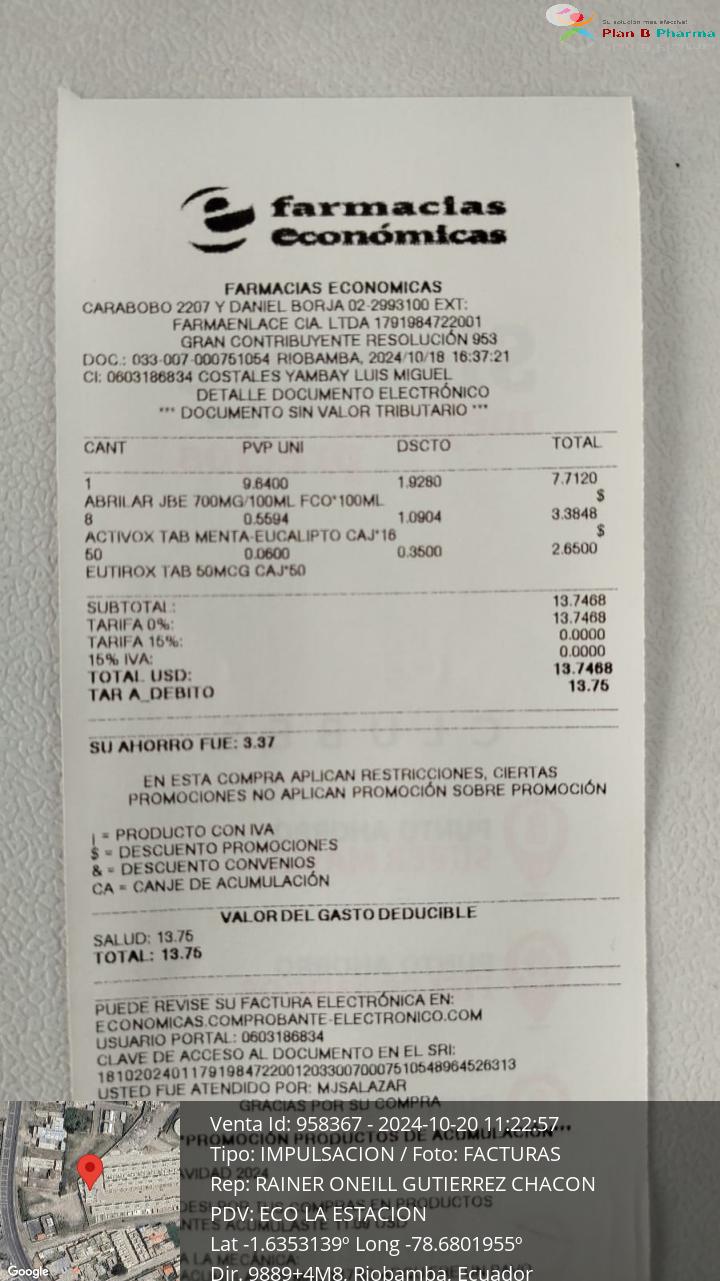 Su solución más efectiva!
Plan B Pharma
farmacias
económicas
FARMACIAS ECONOMICAS
CARABOBO 2207 Y DANIEL BORJA 02-2993100 EXT:
FARMAENLACE CIA. LTDA 1791984722001
GRAN CONTRIBUYENTE RESOLUCIÓN 953
DOC.: 033-007-000751054 RIOBAMBA, 2024/10/18 16:37:21
CI: 0603186834 COSTALES YAMBAY LUIS MIGUEL
DETALLE DOCUMENTO ELECTRÓNICO
*** DOCUMENTO SIN VALOR TRIBUTARIO ***
CANT PVP UNI DSCTO TOTAL
1 9.6400 1.9280 7.7120
ABRILAR JBE 700MG/100ML FCO*100ML $
8 0.5594 1.0904 3.3848
ACTIVOX TAB MENTA-EUCALIPTO CAJ*16 $
50 0.0600 0.3500 2.6500
EUTIROX TAB 50MCG CAJ*50
SUBTOTAL: 13.7468
TARIFA 0%: 13.7468
TARIFA 15%: 0.0000
15% IVA: 0.0000
TOTAL USD: 13.7468
TAR A_DEBITO 13.75
SU AHORRO FUE: 3.37
EN ESTA COMPRA APLICAN RESTRICCIONES, CIERTAS
PROMOCIONES NO APLICAN PROMOCIÓN SOBRE PROMOCIÓN
| = PRODUCTO CON IVA
$ = DESCUENTO PROMOCIONES
& = DESCUENTO CONVENIOS
CA = CANJE DE ACUMULACIÓN
VALOR DEL GASTO DEDUCIBLE
SALUD: 13.75
TOTAL: 13.75
PUEDE REVISE SU FACTURA ELECTRÓNICA EN:
ECONOMICAS.COMPROBANTE-ELECTRONICO.COM
USUARIO PORTAL: 0603186834
CLAVE DE ACCESO AL DOCUMENTO EN EL SRI:
1810202401179198472200120330070007510548964526313
USTED FUE ATENDIDO POR: MJSALAZAR
GRACIAS POR SU COMPRA
*PROMOCIÓN PRODUCTOS DE ACUMULACIÓN***
Venta Id: 958367 - 2024-10-20 11:22:57
Tipo: IMPULSACION / Foto: FACTURAS
Rep: RAINER ONEILL GUTIERREZ CHACON
PDV: ECO LA ESTACION
Lat -1.6353139º Long -78.6801955º
Dir. 9889+4M8, Riobamba, Ecuador
Google